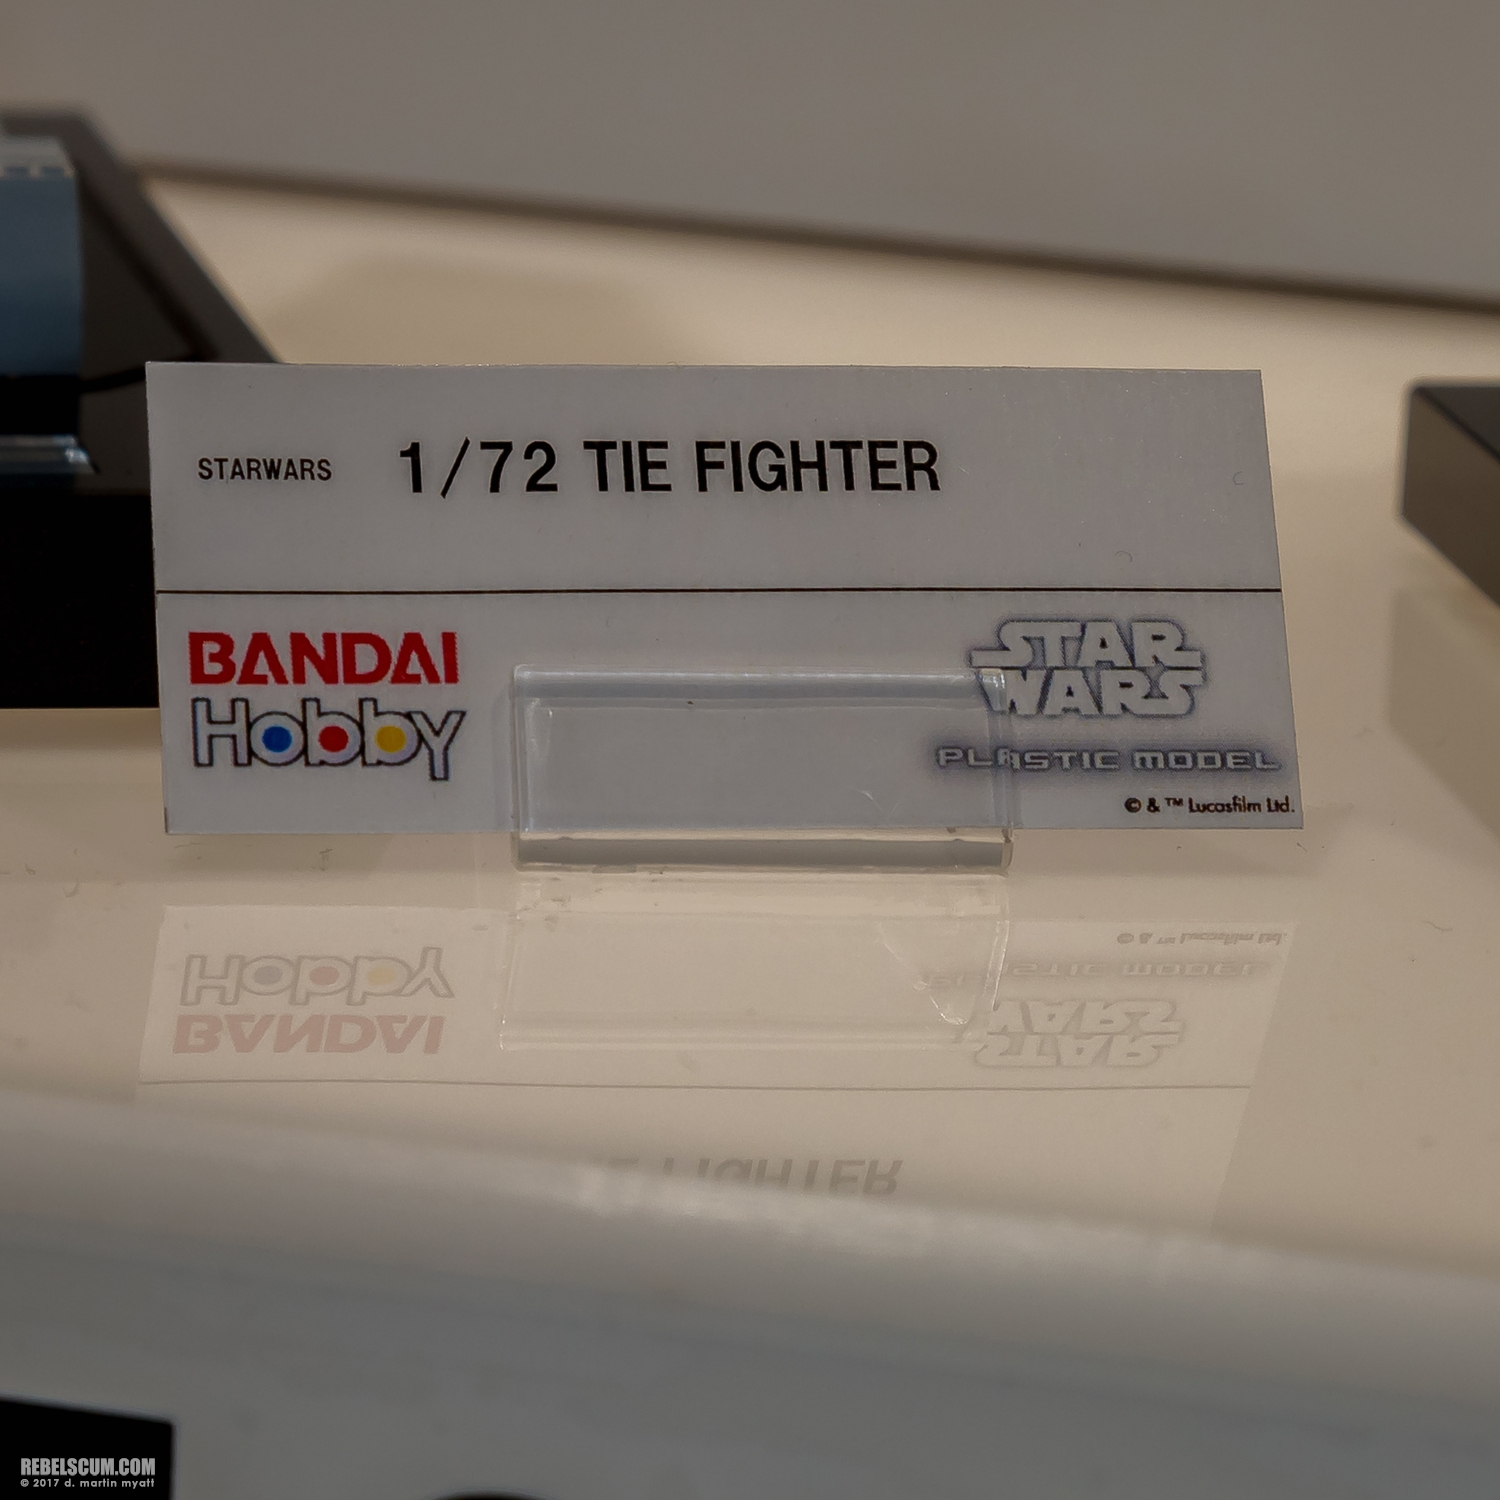 STARWARS 1/72 TIE FIGHTER
BANDAI
Hobby
STAR
WARS
PLASTIC MODEL
© & ™ Lucasfilm Ltd.
REBELSCUM.COM
© 2017 d. martin myatt